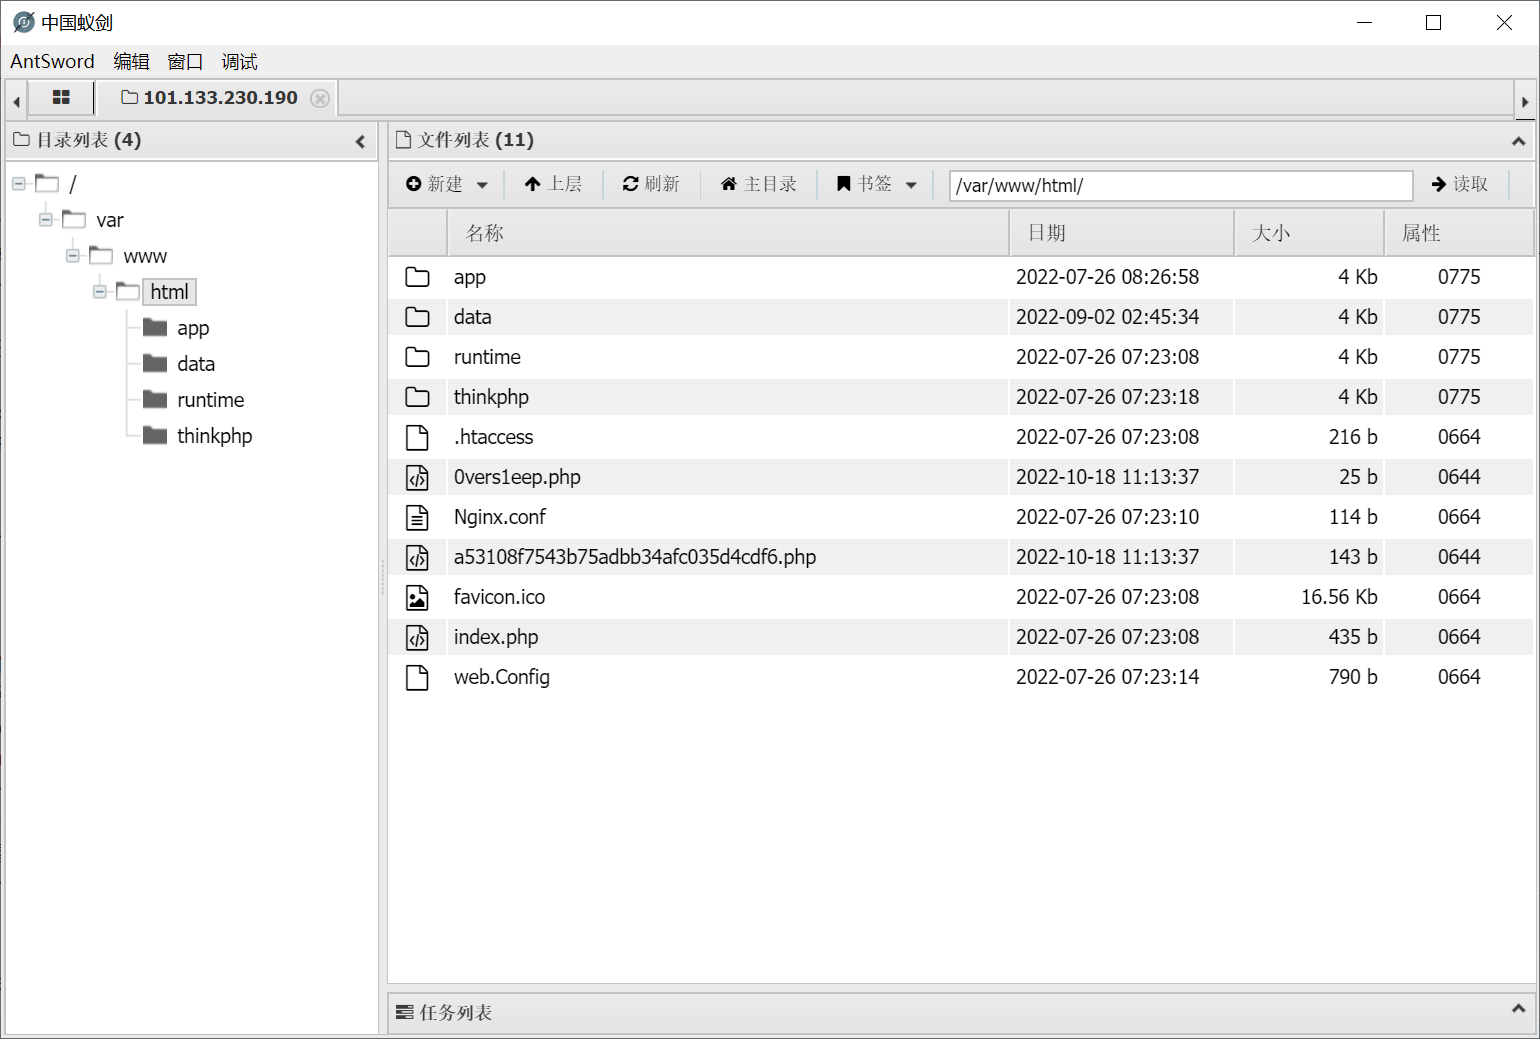 中国蚁剑
AntSword 编辑 窗口 调试
101.133.230.190
目录列表 (4)
/
var
www
html
app
data
runtime
thinkphp
文件列表 (11)
新建 上层 刷新 主目录 书签 /var/www/html/ 读取
名称 日期 大小 属性
app 2022-07-26 08:26:58 4 Kb 0775
data 2022-09-02 02:45:34 4 Kb 0775
runtime 2022-07-26 07:23:08 4 Kb 0775
thinkphp 2022-07-26 07:23:18 4 Kb 0775
.htaccess 2022-07-26 07:23:08 216 b 0664
0vers1eep.php 2022-10-18 11:13:37 25 b 0644
Nginx.conf 2022-07-26 07:23:10 114 b 0664
a53108f7543b75adbb34afc035d4cdf6.php 2022-10-18 11:13:37 143 b 0644
favicon.ico 2022-07-26 07:23:08 16.56 Kb 0664
index.php 2022-07-26 07:23:08 435 b 0664
web.Config 2022-07-26 07:23:14 790 b 0664
任务列表